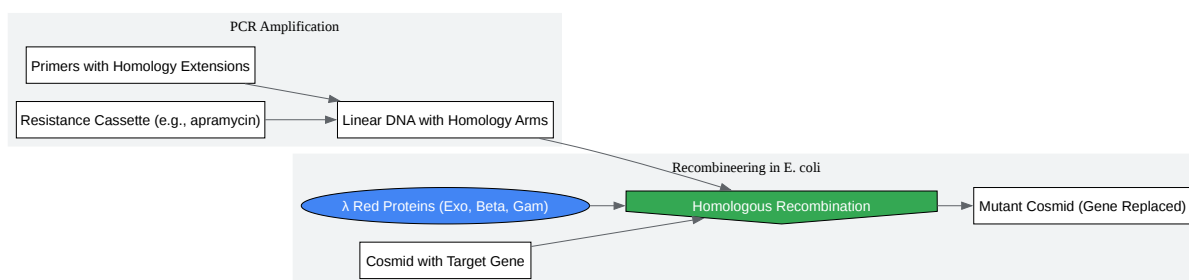 PCR Amplification
Primers with Homology Extensions
Resistance Cassette (e.g., apramycin)
Linear DNA with Homology Arms
Recombineering in E. coli
λ Red Proteins (Exo, Beta, Gam)
Homologous Recombination
Mutant Cosmid (Gene Replaced)
Cosmid with Target Gene